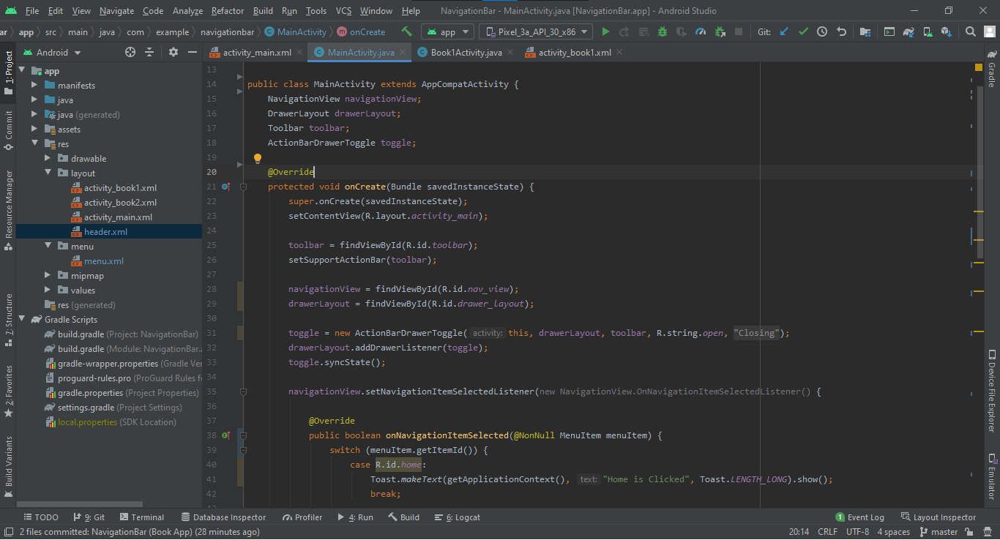 File Edit View Navigate Code Analyze Refactor Build Run Tools VCS Window Help NavigationBar - MainActivity.java [NavigationBar.app] - Android Studio
ar app src main java com example navigationbar MainActivity onCreate app Pixel_3a_API_30_x86 Git:
Android
activity_main.xml MainActivity.java Book1Activity.java activity_book1.xml
1: Project
Commit
Resource Manager
Z: Structure
2: Favorites
Build Variants
app
manifests
java
java (generated)
assets
res
drawable
layout
activity_book1.xml
activity_book2.xml
activity_main.xml
header.xml
menu
menu.xml
mipmap
values
res (generated)
Gradle Scripts
build.gradle (Project: NavigationBar)
build.gradle (Module: NavigationBar.a
gradle-wrapper.properties (Gradle Ver
proguard-rules.pro (ProGuard Rules fo
gradle.properties (Project Properties)
settings.gradle (Project Settings)
local.properties (SDK Location)
13
14 public class MainActivity extends AppCompatActivity {
15 NavigationView navigationView;
16 DrawerLayout drawerLayout;
17 Toolbar toolbar;
18 ActionBarDrawerToggle toggle;
19
20 @Override
21 protected void onCreate(Bundle savedInstanceState) {
22 super.onCreate(savedInstanceState);
23 setContentView(R.layout.activity_main);
24
25 toolbar = findViewById(R.id.toolbar);
26 setSupportActionBar(toolbar);
27
28 navigationView = findViewById(R.id.nav_view);
29 drawerLayout = findViewById(R.id.drawer_layout);
30
31 toggle = new ActionBarDrawerToggle( activity: this, drawerLayout, toolbar, R.string.open, "Closing");
32 drawerLayout.addDrawerListener(toggle);
33 toggle.syncState();
34
35 navigationView.setNavigationItemSelectedListener(new NavigationView.OnNavigationItemSelectedListener() {
36
37 @Override
38 public boolean onNavigationItemSelected(@NonNull MenuItem menuItem) {
39 switch (menuItem.getItemId()) {
40 case R.id.home:
41 Toast.makeText(getApplicationContext(), text: "Home is Clicked", Toast.LENGTH_LONG).show();
42 break;
Gradle
Device File Explorer
Emulator
TODO 9: Git Terminal Database Inspector Profiler 4: Run Build 6: Logcat 1 Event Log Layout Inspector
2 files committed: NavigationBar (Book App) (28 minutes ago) 20:14 CRLF UTF-8 4 spaces master